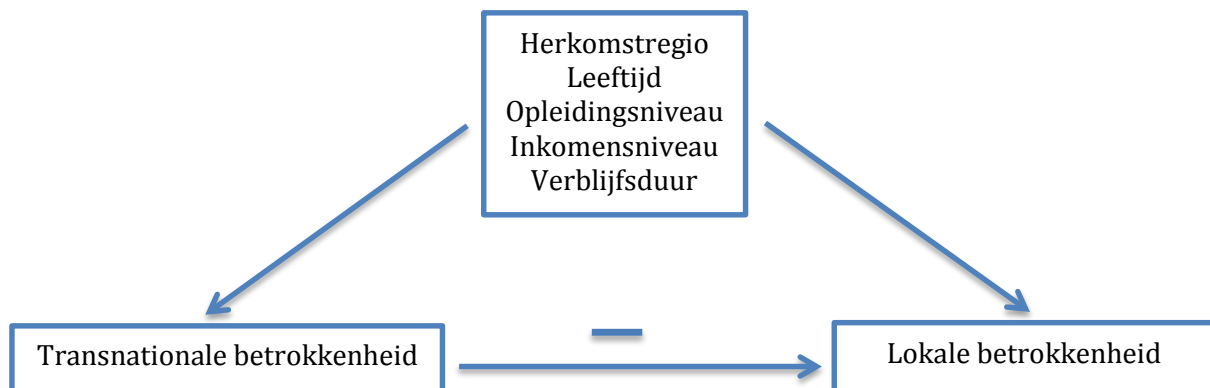 Herkomstregio
Leeftijd
Opleidingsniveau
Inkomensniveau
Verblijfsduur
Transnationale betrokkenheid
Lokale betrokkenheid